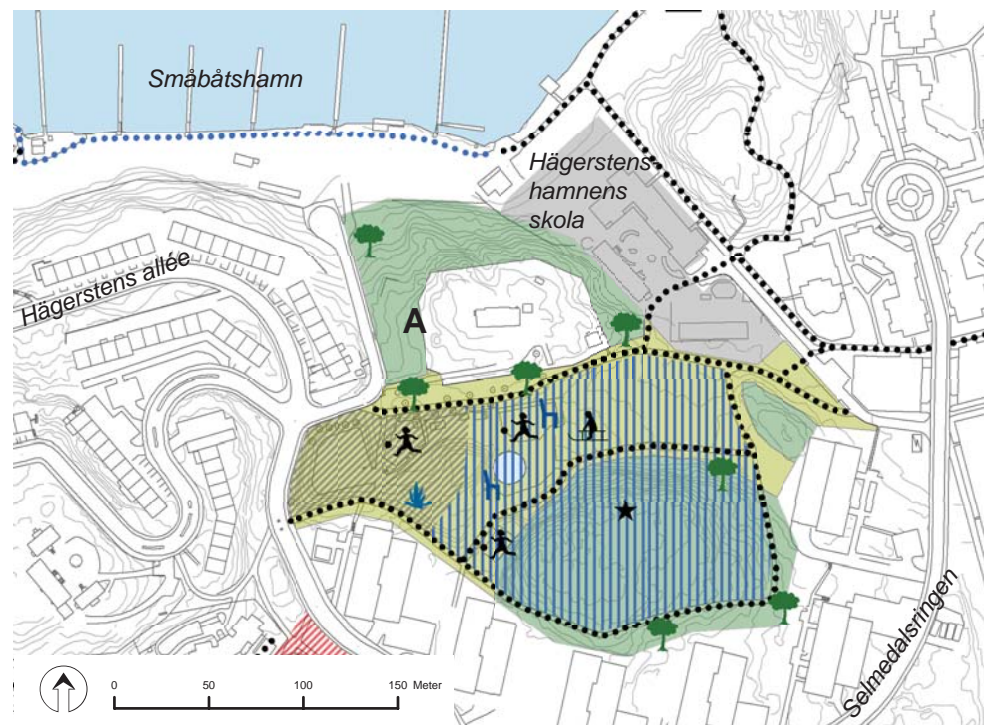 Småbåtshamn
Hägerstens
hamnens
skola
Hägerstens allée
A
Selmedalsringen
0 50 100 150 Meter